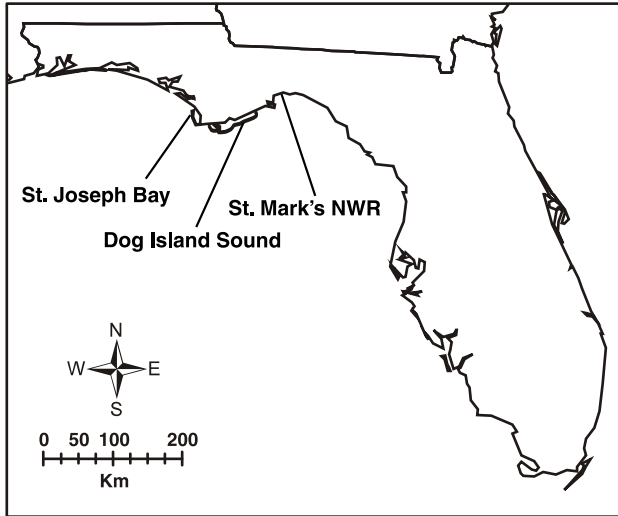 St. Joseph Bay
St. Mark's NWR
Dog Island Sound
N
W E
S
0 50 100 200
Km